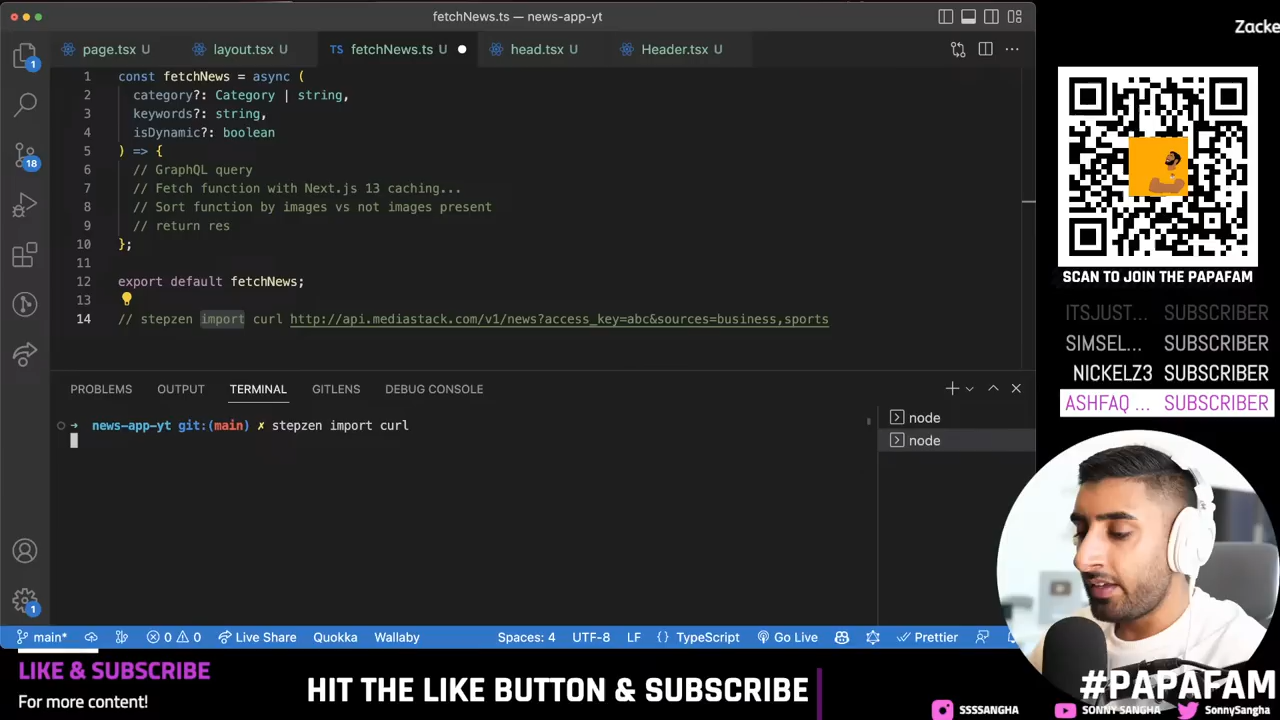 fetchNews.ts — news-app-yt
page.tsx U
layout.tsx U
TS fetchNews.ts U
head.tsx U
Header.tsx U
1 const fetchNews = async (
2 category?: Category | string,
3 keywords?: string,
4 isDynamic?: boolean
5 ) => {
6 // GraphQL query
7 // Fetch function with Next.js 13 caching...
8 // Sort function by images vs not images present
9 // return res
10 };
11
12 export default fetchNews;
13
14 // stepzen import curl http://api.mediastack.com/v1/news?access_key=abc&sources=business,sports
1
18
1
PROBLEMS OUTPUT TERMINAL GITLENS DEBUG CONSOLE
➜ news-app-yt git:(main) ✗ stepzen import curl
node
node
main* 0 0 Live Share Quokka Wallaby Spaces: 4 UTF-8 LF {} TypeScript Go Live Prettier
Zacke
SCAN TO JOIN THE PAPAFAM
ITSJUST... SUBSCRIBER
SIMSEL... SUBSCRIBER
NICKELZ3 SUBSCRIBER
ASHFAQ ... SUBSCRIBER
LIKE & SUBSCRIBE
For more content!
HIT THE LIKE BUTTON & SUBSCRIBE
#PAPAFAM
SSSSANGHA SONNY SANGHA SonnySangha